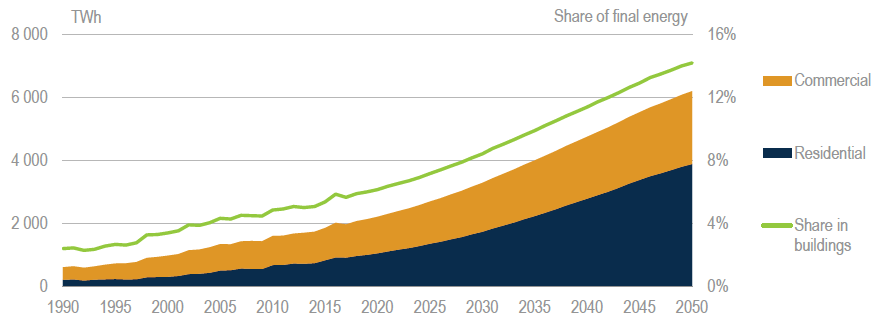 TWh
Share of final energy
8 000
16%
6 000
12%
4 000
8%
2 000
4%
0
0%
1990 1995 2000 2005 2010 2015 2020 2025 2030 2035 2040 2045 2050
Commercial
Residential
Share in
buildings